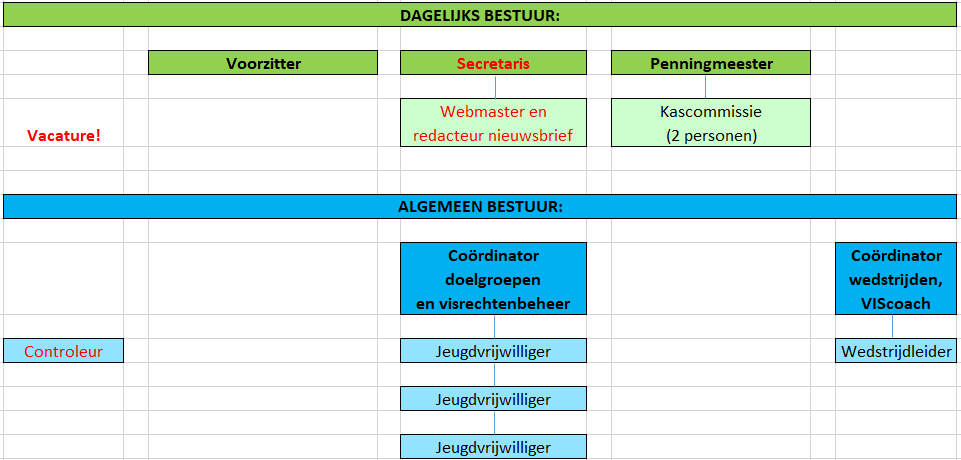 DAGELIJKS BESTUUR:
Voorzitter
Secretaris
Penningmeester
Vacature!
Webmaster en
redacteur nieuwsbrief
Kascommissie
(2 personen)
ALGEMEEN BESTUUR:
Coördinator
doelgroepen
en visrechtenbeheer
Coördinator
wedstrijden,
VIScoach
Controleur
Jeugdvrijwilliger
Wedstrijdleider
Jeugdvrijwilliger
Jeugdvrijwilliger